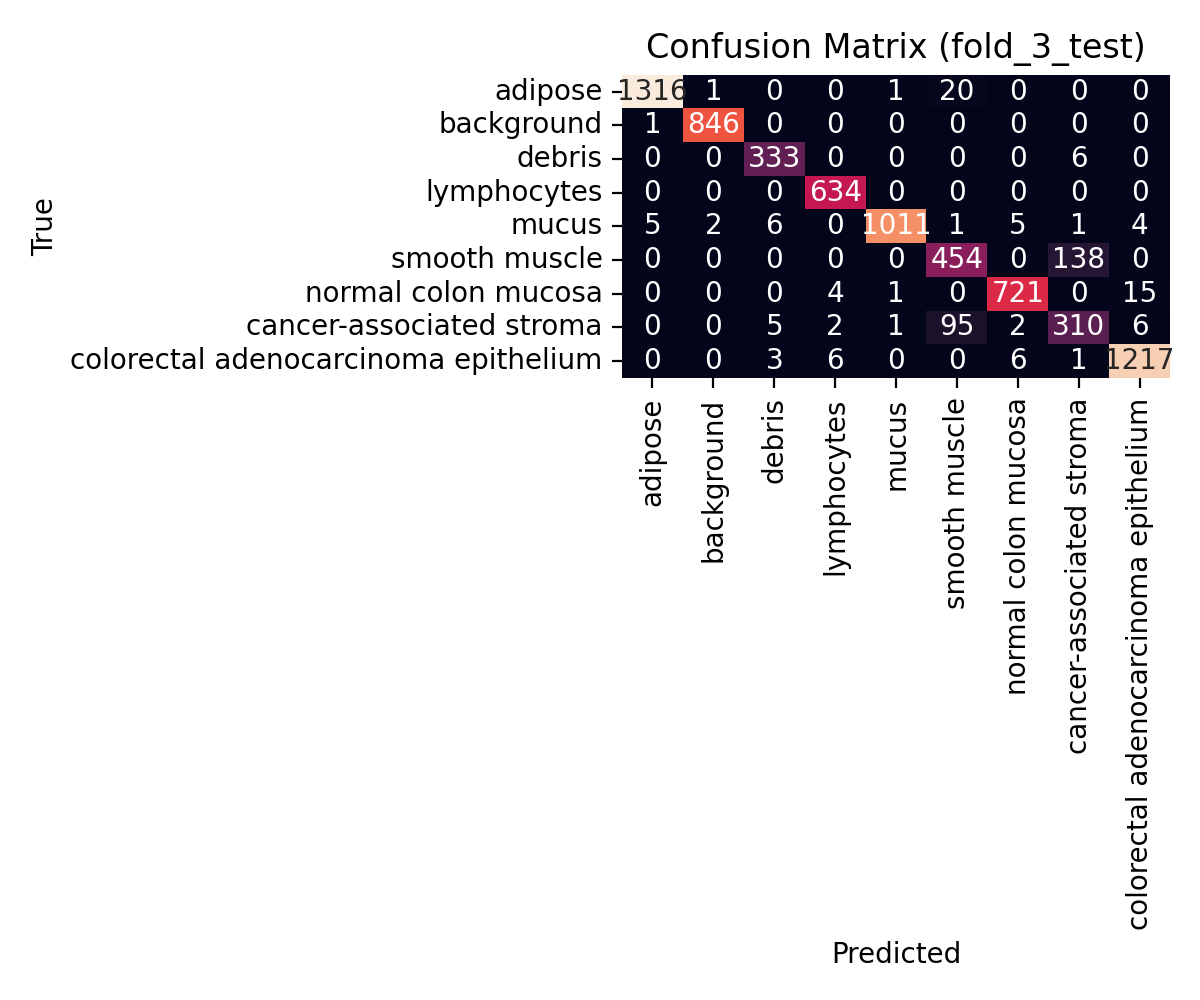 Confusion Matrix (fold_3_test)
adipose 1316 1 0 0 1 20 0 0 0
background 1 846 0 0 0 0 0 0 0
debris 0 0 333 0 0 0 0 6 0
lymphocytes 0 0 0 634 0 0 0 0 0
mucus 5 2 6 0 1011 1 5 1 4
smooth muscle 0 0 0 0 0 454 0 138 0
normal colon mucosa 0 0 0 4 1 0 721 0 15
cancer-associated stroma 0 0 5 2 1 95 2 310 6
colorectal adenocarcinoma epithelium 0 0 3 6 0 0 6 1 1217
True
adipose
background
debris
lymphocytes
mucus
smooth muscle
normal colon mucosa
cancer-associated stroma
colorectal adenocarcinoma epithelium
Predicted